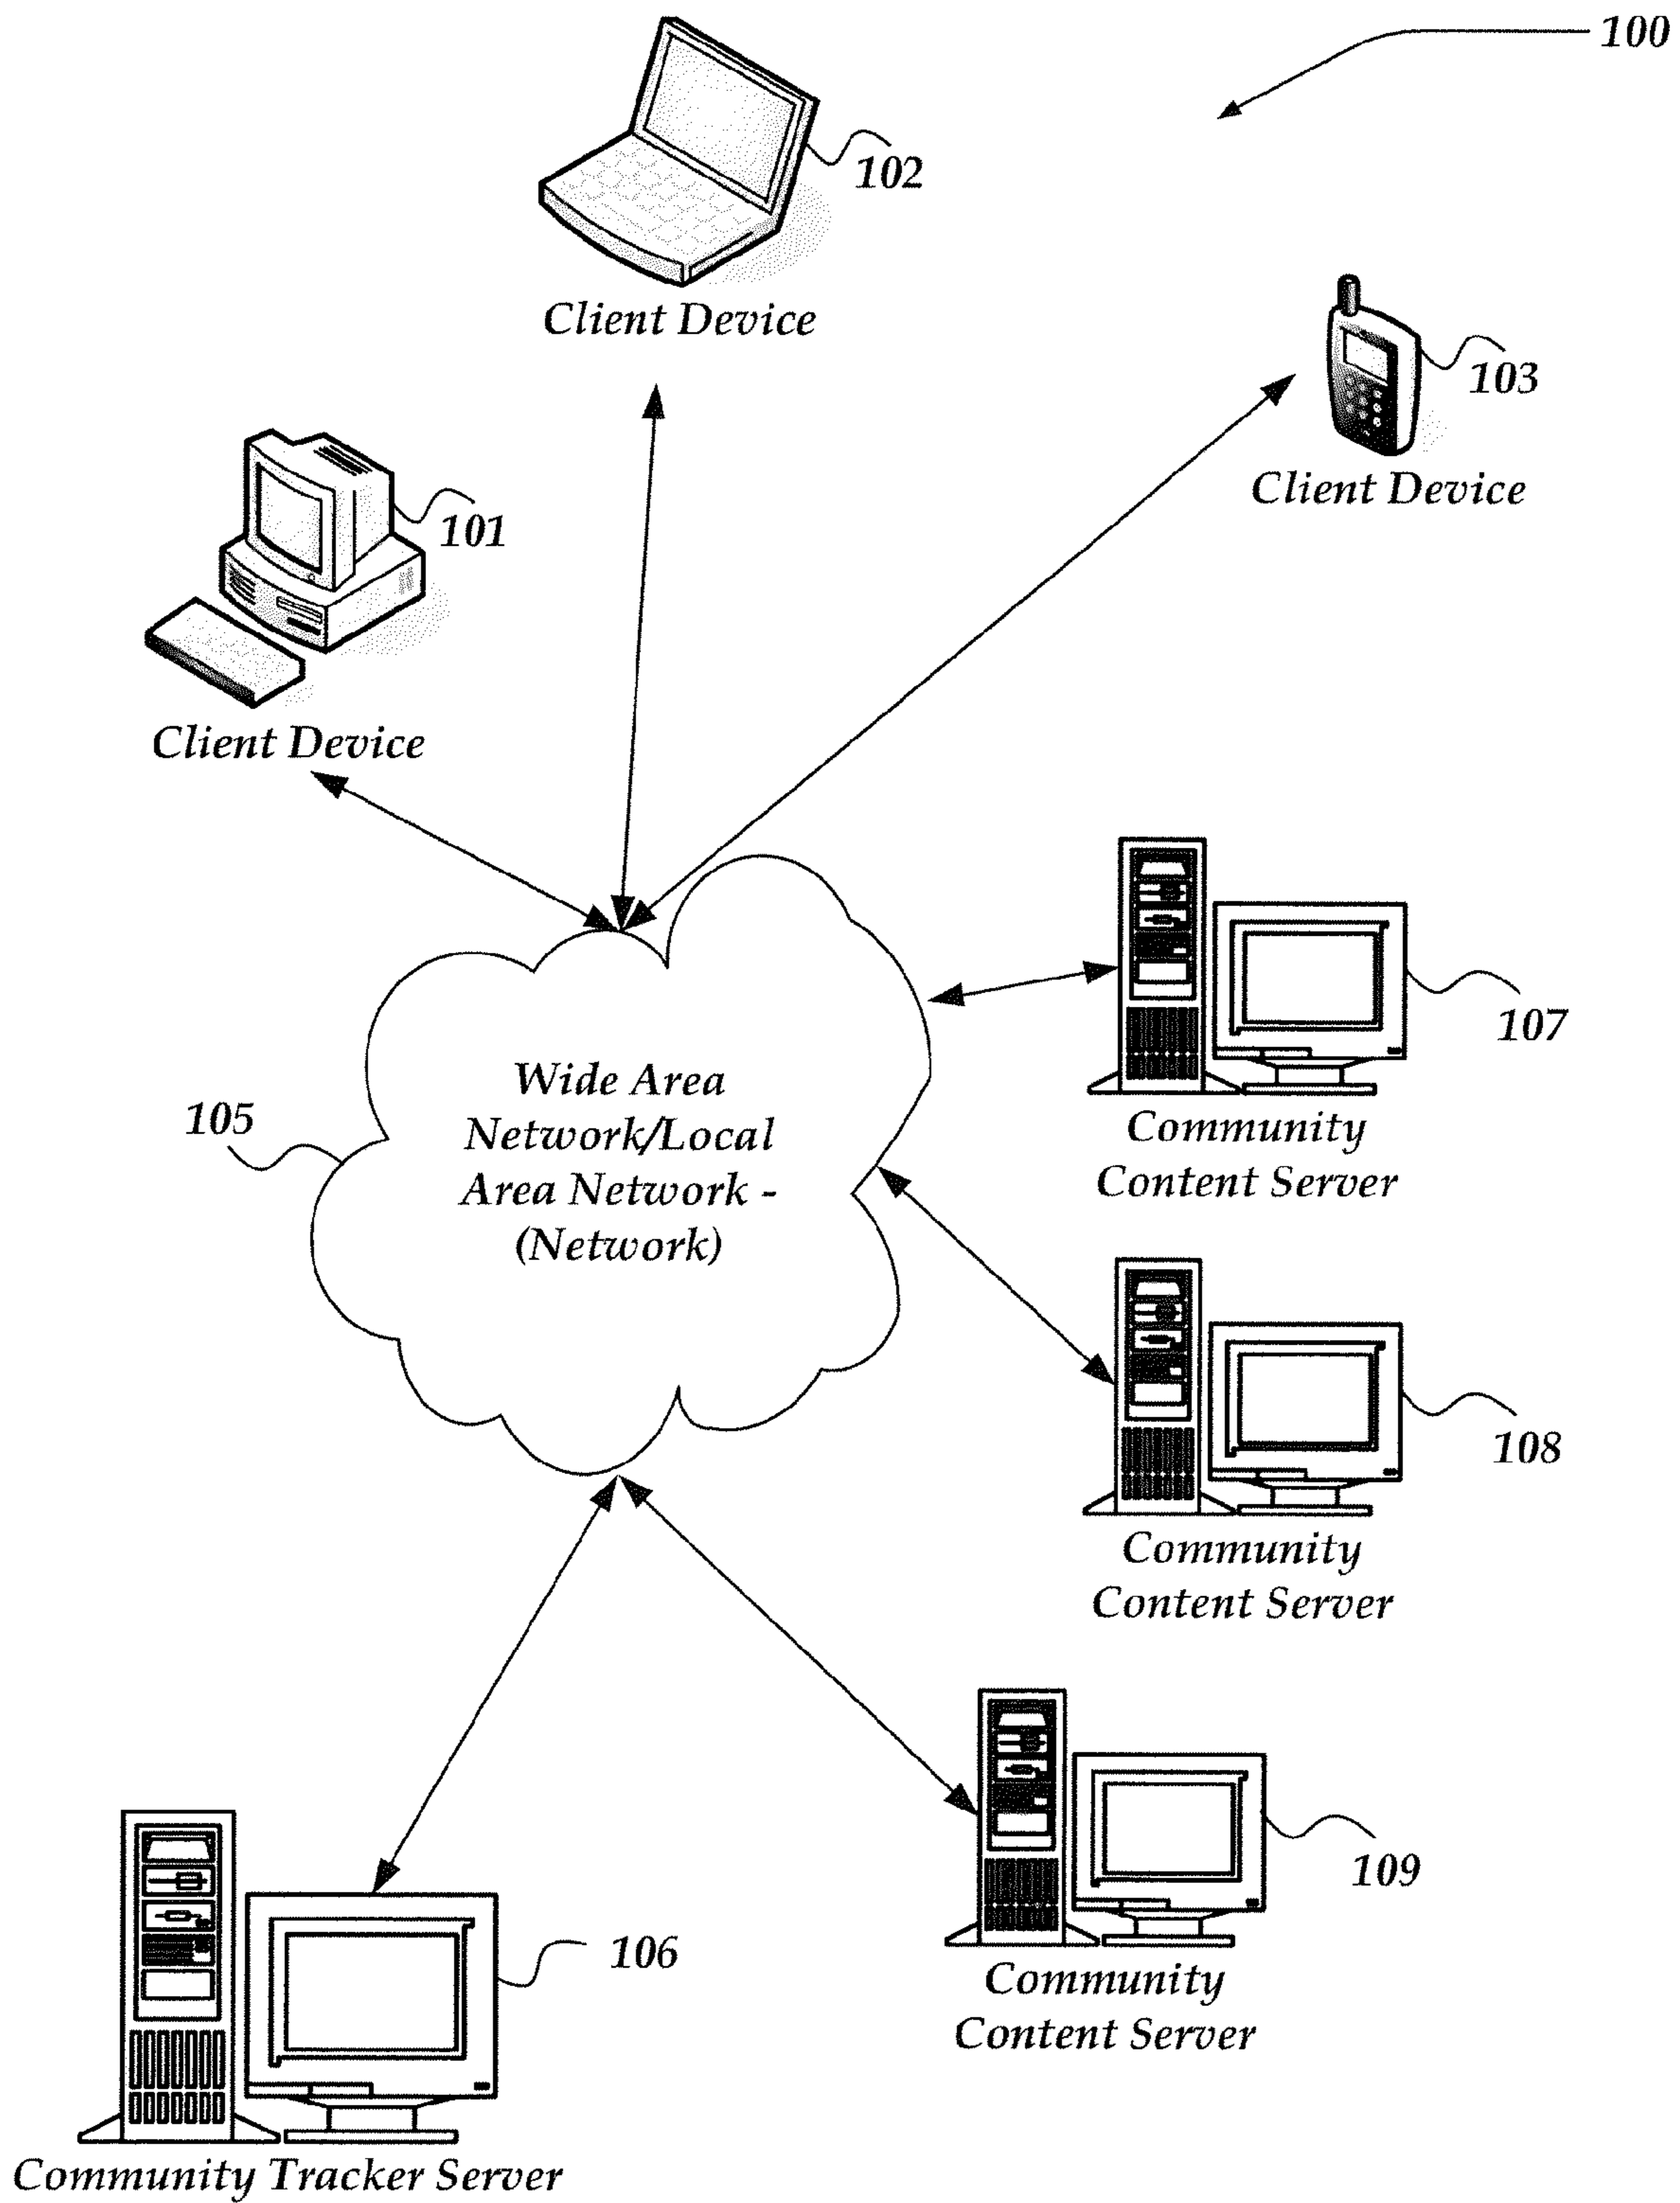 100
102
Client Device
103
Client Device
101
Client Device
107
Wide Area
Network/Local
Area Network -
(Network)
105
Community
Content Server
108
Community
Content Server
109
Community
Content Server
106
Community Tracker Server